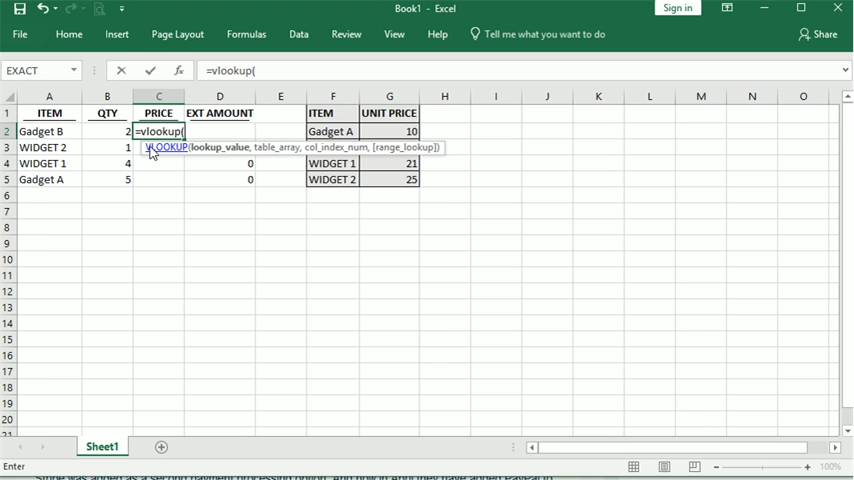 Book1 - Excel
Sign in
File Home Insert Page Layout Formulas Data Review View Help Tell me what you want to do Share
EXACT fx =vlookup(
A B C D E F G H I J K L M N O
1 ITEM QTY PRICE EXT AMOUNT ITEM UNIT PRICE
2 Gadget B 2 =vlookup( Gadget A 10
3 WIDGET 2 1 VLOOKUP(lookup_value, table_array, col_index_num, [range_lookup])
4 WIDGET 1 4 0 WIDGET 1 21
5 Gadget A 5 0 WIDGET 2 25
6
7
8
9
10
11
12
13
14
15
16
17
18
19
20
21
Sheet1
Enter 100%